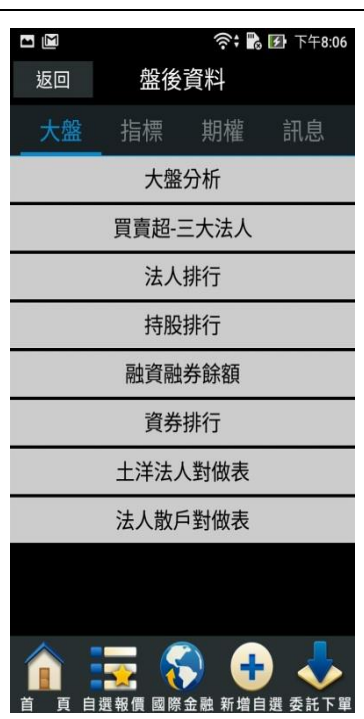 下午8:06
返回 盤後資料
大盤 指標 期權 訊息
大盤分析
買賣超-三大法人
法人排行
持股排行
融資融券餘額
資券排行
土洋法人對做表
法人散戶對做表
首 頁 自選報價 國際金融 新增自選 委託下單